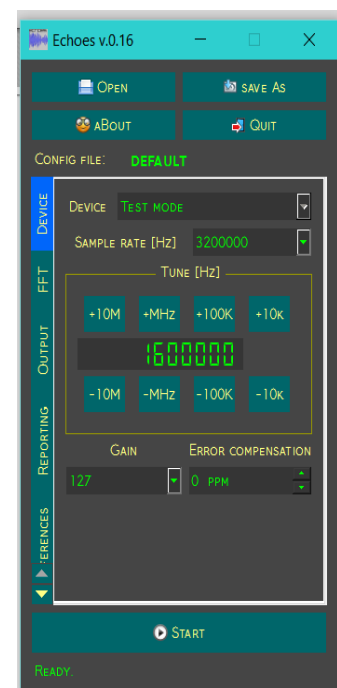 Echoes v.0.16
Open save As
aBout Quit
Config file: default
Device
FFT
Output
Reporting
erences
Device Test mode
Sample rate [Hz] 3200000
Tune [Hz]
+10M +MHz +100K +10k
1600000
-10M -MHz -100K -10k
Gain Error compensation
127 0 ppm
Start
Ready.